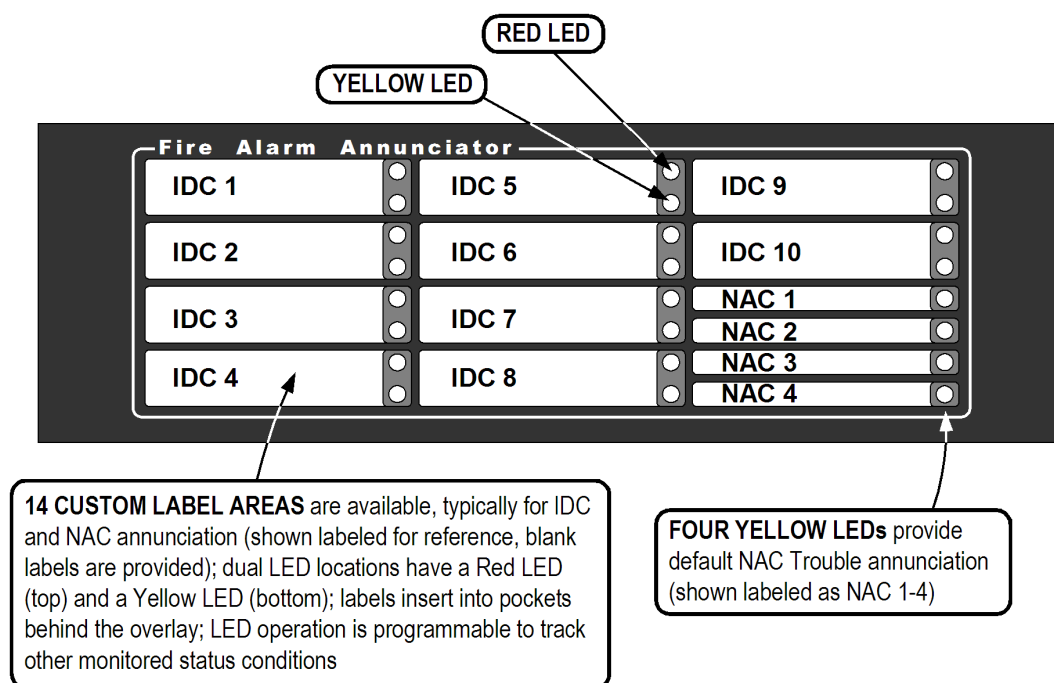 RED LED
YELLOW LED
Fire Alarm Annunciator
IDC 1
IDC 5
IDC 9
IDC 2
IDC 6
IDC 10
IDC 3
IDC 7
NAC 1
NAC 2
IDC 4
IDC 8
NAC 3
NAC 4
14 CUSTOM LABEL AREAS are available, typically for IDC
and NAC annunciation (shown labeled for reference, blank
labels are provided); dual LED locations have a Red LED
(top) and a Yellow LED (bottom); labels insert into pockets
behind the overlay; LED operation is programmable to track
other monitored status conditions
FOUR YELLOW LEDs provide
default NAC Trouble annunciation
(shown labeled as NAC 1-4)